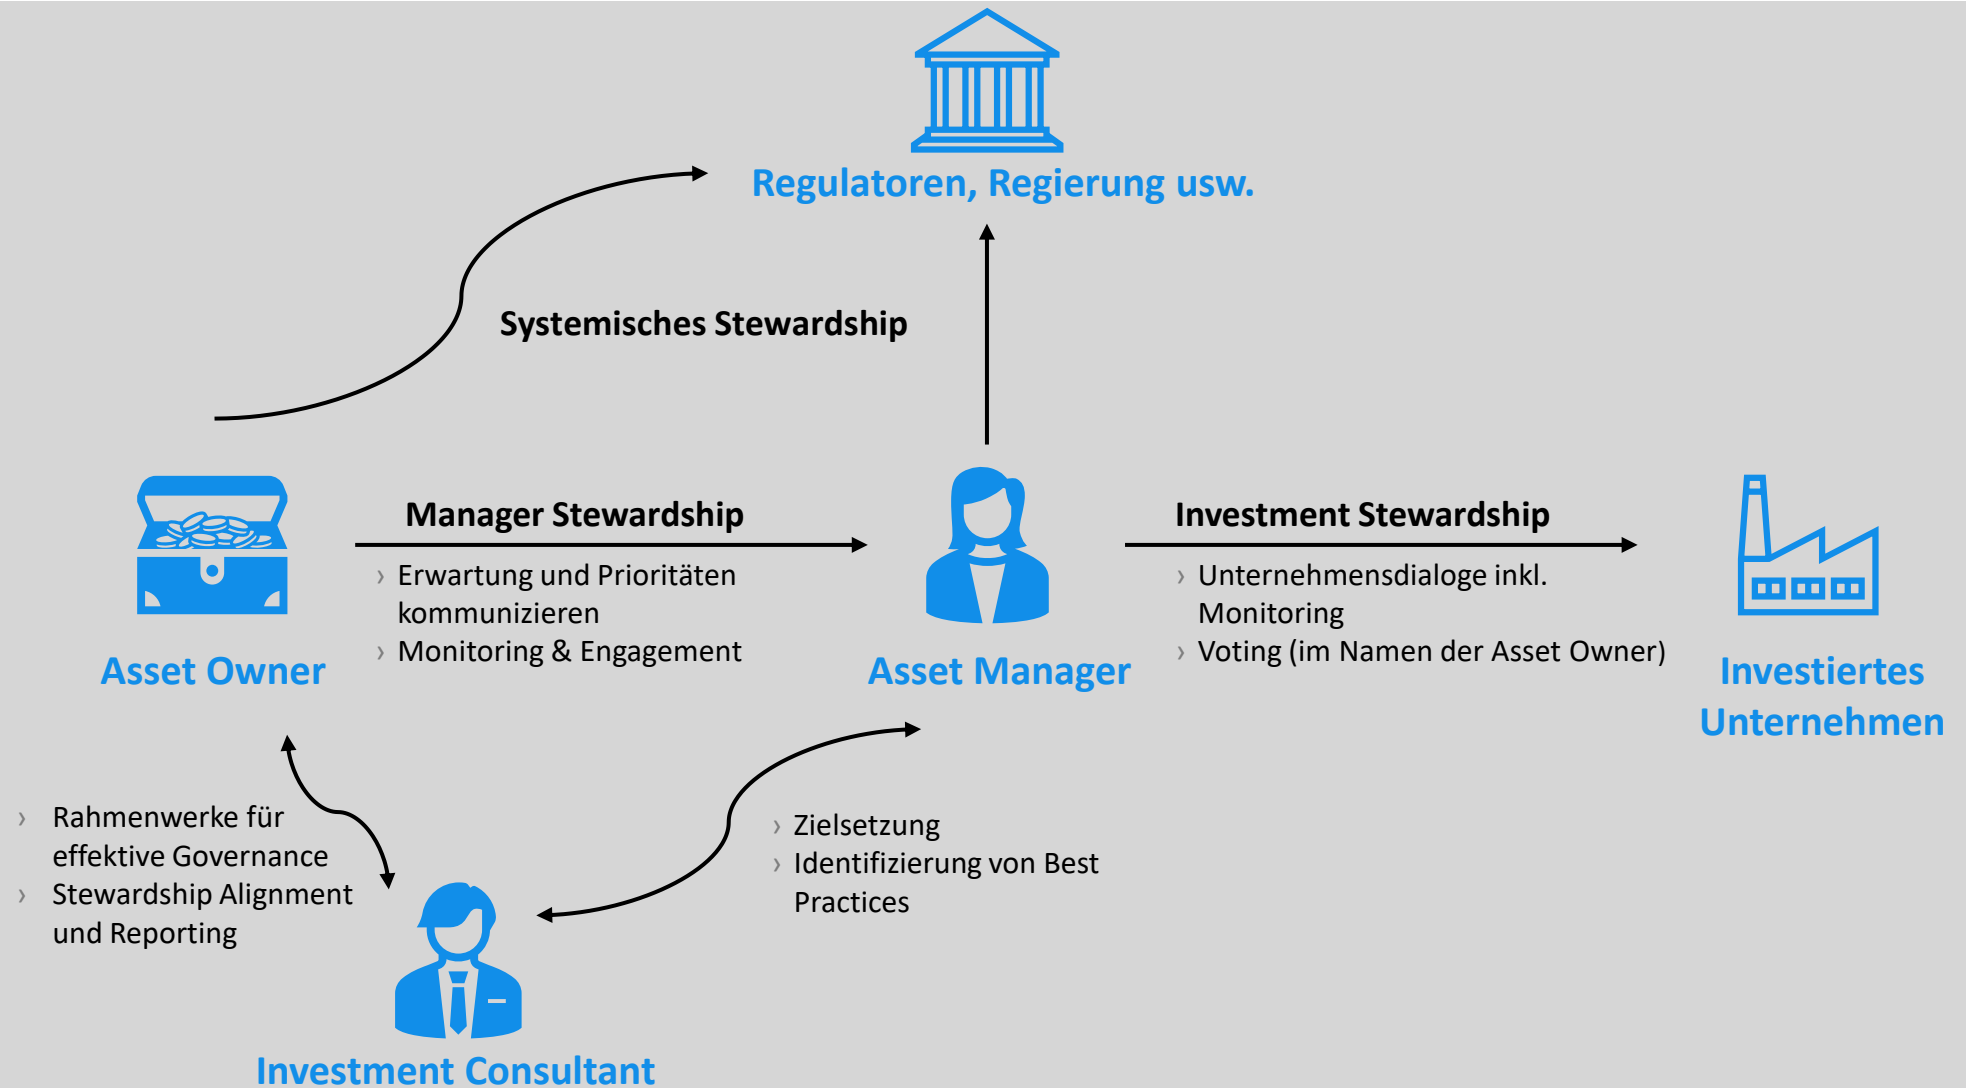 Regulatoren, Regierung usw.
Systemisches Stewardship
Manager Stewardship
› Erwartung und Prioritäten
kommunizieren
› Monitoring & Engagement
Investment Stewardship
› Unternehmensdialoge inkl.
Monitoring
› Voting (im Namen der Asset Owner)
Asset Owner
Asset Manager
Investiertes
Unternehmen
› Rahmenwerke für
effektive Governance
› Stewardship Alignment
und Reporting
› Zielsetzung
› Identifizierung von Best
Practices
Investment Consultant